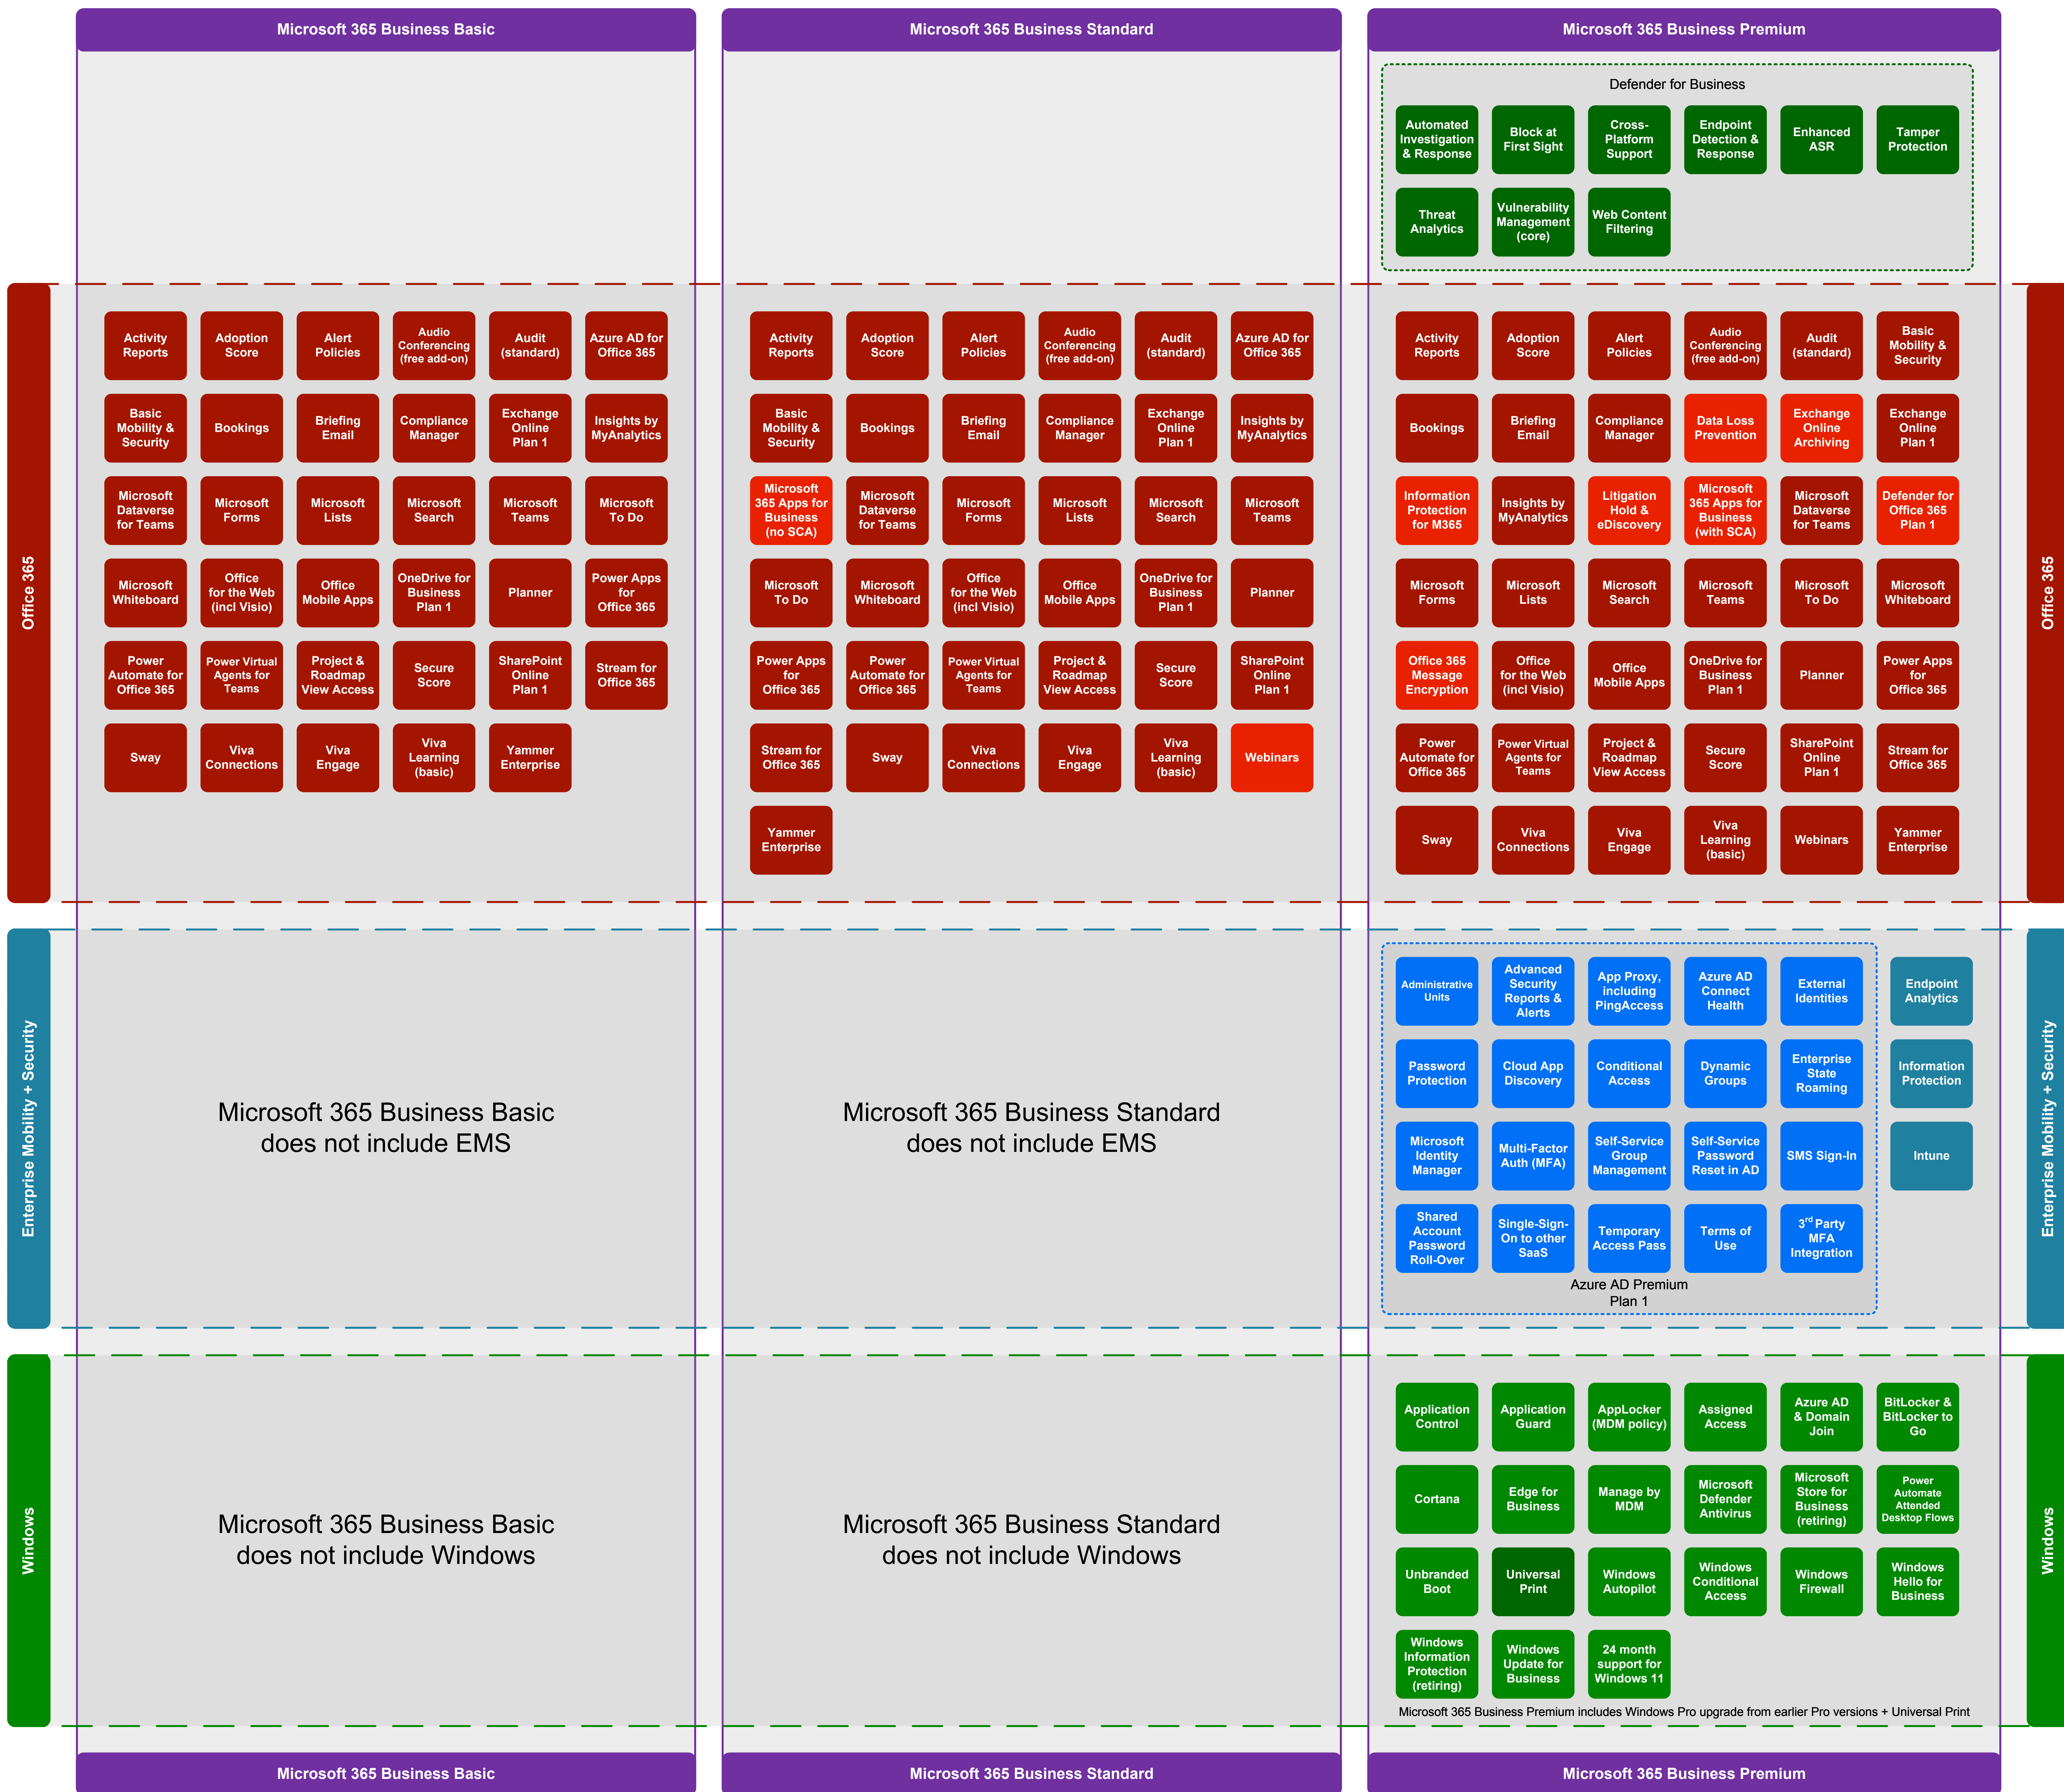 Microsoft 365 Business Basic
Microsoft 365 Business Standard
Microsoft 365 Business Premium
Defender for Business
Automated
Investigation
& Response
Block at
First Sight
Cross-
Platform
Support
Endpoint
Detection &
Response
Enhanced
ASR
Tamper
Protection
Threat
Analytics
Vulnerability
Management
(core)
Web Content
Filtering
Office 365
Activity
Reports
Adoption
Score
Alert
Policies
Audio
Conferencing
(free add-on)
Audit
(standard)
Azure AD for
Office 365
Basic
Mobility &
Security
Bookings
Briefing
Email
Compliance
Manager
Exchange
Online
Plan 1
Insights by
MyAnalytics
Microsoft
Dataverse
for Teams
Microsoft
Forms
Microsoft
Lists
Microsoft
Search
Microsoft
Teams
Microsoft
To Do
Microsoft
Whiteboard
Office
for the Web
(incl Visio)
Office
Mobile Apps
OneDrive for
Business
Plan 1
Planner
Power Apps
for
Office 365
Power
Automate for
Office 365
Power Virtual
Agents for
Teams
Project &
Roadmap
View Access
Secure
Score
SharePoint
Online
Plan 1
Stream for
Office 365
Sway
Viva
Connections
Viva
Engage
Viva
Learning
(basic)
Yammer
Enterprise
Activity
Reports
Adoption
Score
Alert
Policies
Audio
Conferencing
(free add-on)
Audit
(standard)
Azure AD for
Office 365
Basic
Mobility &
Security
Bookings
Briefing
Email
Compliance
Manager
Exchange
Online
Plan 1
Insights by
MyAnalytics
Microsoft
365 Apps for
Business
(no SCA)
Microsoft
Dataverse
for Teams
Microsoft
Forms
Microsoft
Lists
Microsoft
Search
Microsoft
Teams
Microsoft
To Do
Microsoft
Whiteboard
Office
for the Web
(incl Visio)
Office
Mobile Apps
OneDrive for
Business
Plan 1
Planner
Power Apps
for
Office 365
Power
Automate for
Office 365
Power Virtual
Agents for
Teams
Project &
Roadmap
View Access
Secure
Score
SharePoint
Online
Plan 1
Stream for
Office 365
Sway
Viva
Connections
Viva
Engage
Viva
Learning
(basic)
Webinars
Yammer
Enterprise
Activity
Reports
Adoption
Score
Alert
Policies
Audio
Conferencing
(free add-on)
Audit
(standard)
Basic
Mobility &
Security
Bookings
Briefing
Email
Compliance
Manager
Data Loss
Prevention
Exchange
Online
Archiving
Exchange
Online
Plan 1
Information
Protection
for M365
Insights by
MyAnalytics
Litigation
Hold &
eDiscovery
Microsoft
365 Apps for
Business
(with SCA)
Microsoft
Dataverse
for Teams
Defender for
Office 365
Plan 1
Microsoft
Forms
Microsoft
Lists
Microsoft
Search
Microsoft
Teams
Microsoft
To Do
Microsoft
Whiteboard
Office 365
Message
Encryption
Office
for the Web
(incl Visio)
Office
Mobile Apps
OneDrive for
Business
Plan 1
Planner
Power Apps
for
Office 365
Power
Automate for
Office 365
Power Virtual
Agents for
Teams
Project &
Roadmap
View Access
Secure
Score
SharePoint
Online
Plan 1
Stream for
Office 365
Sway
Viva
Connections
Viva
Engage
Viva
Learning
(basic)
Webinars
Yammer
Enterprise
Office 365
Enterprise Mobility + Security
Microsoft 365 Business Basic
does not include EMS
Microsoft 365 Business Standard
does not include EMS
Administrative
Units
Advanced
Security
Reports &
Alerts
App Proxy,
including
PingAccess
Azure AD
Connect
Health
External
Identities
Endpoint
Analytics
Password
Protection
Cloud App
Discovery
Conditional
Access
Dynamic
Groups
Enterprise
State
Roaming
Information
Protection
Microsoft
Identity
Manager
Multi-Factor
Auth (MFA)
Self-Service
Group
Management
Self-Service
Password
Reset in AD
SMS Sign-In
Intune
Shared
Account
Password
Roll-Over
Single-Sign-
On to other
SaaS
Temporary
Access Pass
Terms of
Use
3rd Party
MFA
Integration
Azure AD Premium
Plan 1
Enterprise Mobility + Security
Windows
Microsoft 365 Business Basic
does not include Windows
Microsoft 365 Business Standard
does not include Windows
Application
Control
Application
Guard
AppLocker
(MDM policy)
Assigned
Access
Azure AD
& Domain
Join
BitLocker &
BitLocker to
Go
Cortana
Edge for
Business
Manage by
MDM
Microsoft
Defender
Antivirus
Microsoft
Store for
Business
(retiring)
Power
Automate
Attended
Desktop Flows
Unbranded
Boot
Universal
Print
Windows
Autopilot
Windows
Conditional
Access
Windows
Firewall
Windows
Hello for
Business
Windows
Information
Protection
(retiring)
Windows
Update for
Business
24 month
support for
Windows 11
Microsoft 365 Business Premium includes Windows Pro upgrade from earlier Pro versions + Universal Print
Windows
Microsoft 365 Business Basic
Microsoft 365 Business Standard
Microsoft 365 Business Premium